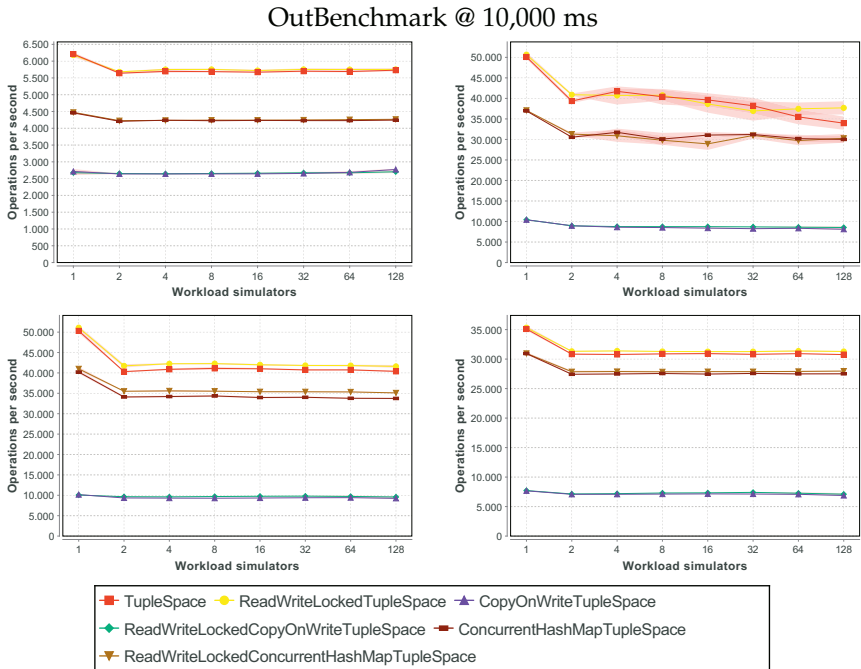 OutBenchmark @ 10,000 ms
Operations per second
6.500
6.000
5.500
5.000
4.500
4.000
3.500
3.000
2.500
2.000
1.500
1.000
500
0
1 2 4 8 16 32 64 128
Workload simulators
Operations per second
50.000
45.000
40.000
35.000
30.000
25.000
20.000
15.000
10.000
5.000
0
1 2 4 8 16 32 64 128
Workload simulators
Operations per second
50.000
45.000
40.000
35.000
30.000
25.000
20.000
15.000
10.000
5.000
0
1 2 4 8 16 32 64 128
Workload simulators
Operations per second
35.000
30.000
25.000
20.000
15.000
10.000
5.000
0
1 2 4 8 16 32 64 128
Workload simulators
TupleSpace ReadWriteLockedTupleSpace CopyOnWriteTupleSpace
ReadWriteLockedCopyOnWriteTupleSpace ConcurrentHashMapTupleSpace
ReadWriteLockedConcurrentHashMapTupleSpace